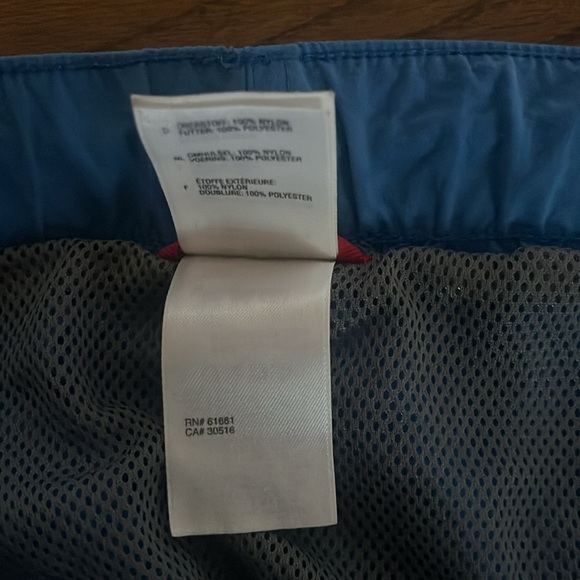 D OBERSTOFF: 100% NYLON
FUTTER: 100% POLYESTER
NL OMHULSEL: 100% NYLON
VOERING: 100% POLYESTER
F ÉTOFFE EXTÉRIEURE:
100% NYLON
DOUBLURE: 100% POLYESTER
RN# 61661
CA# 30516